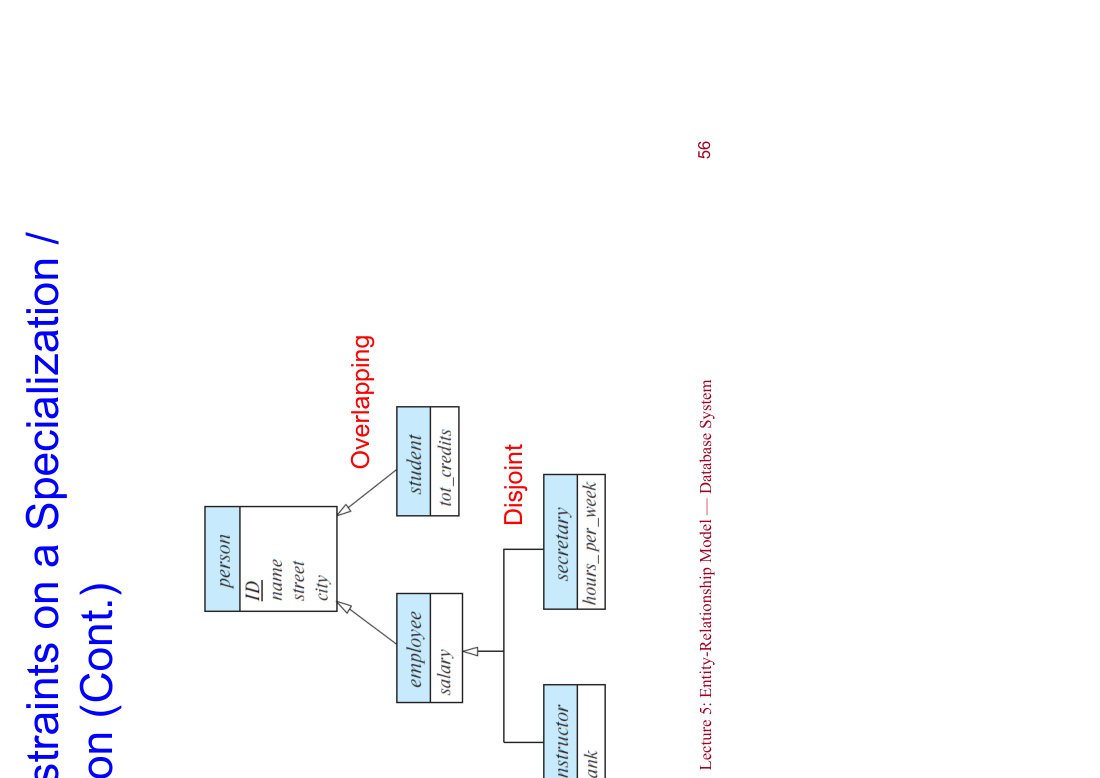 straints on a Specialization /
on (Cont.)
person
ID
name
street
city
Overlapping
employee
salary
student
tot_credits
Disjoint
nstructor
ank
secretary
hours_per_week
Lecture 5: Entity-Relationship Model — Database System
56